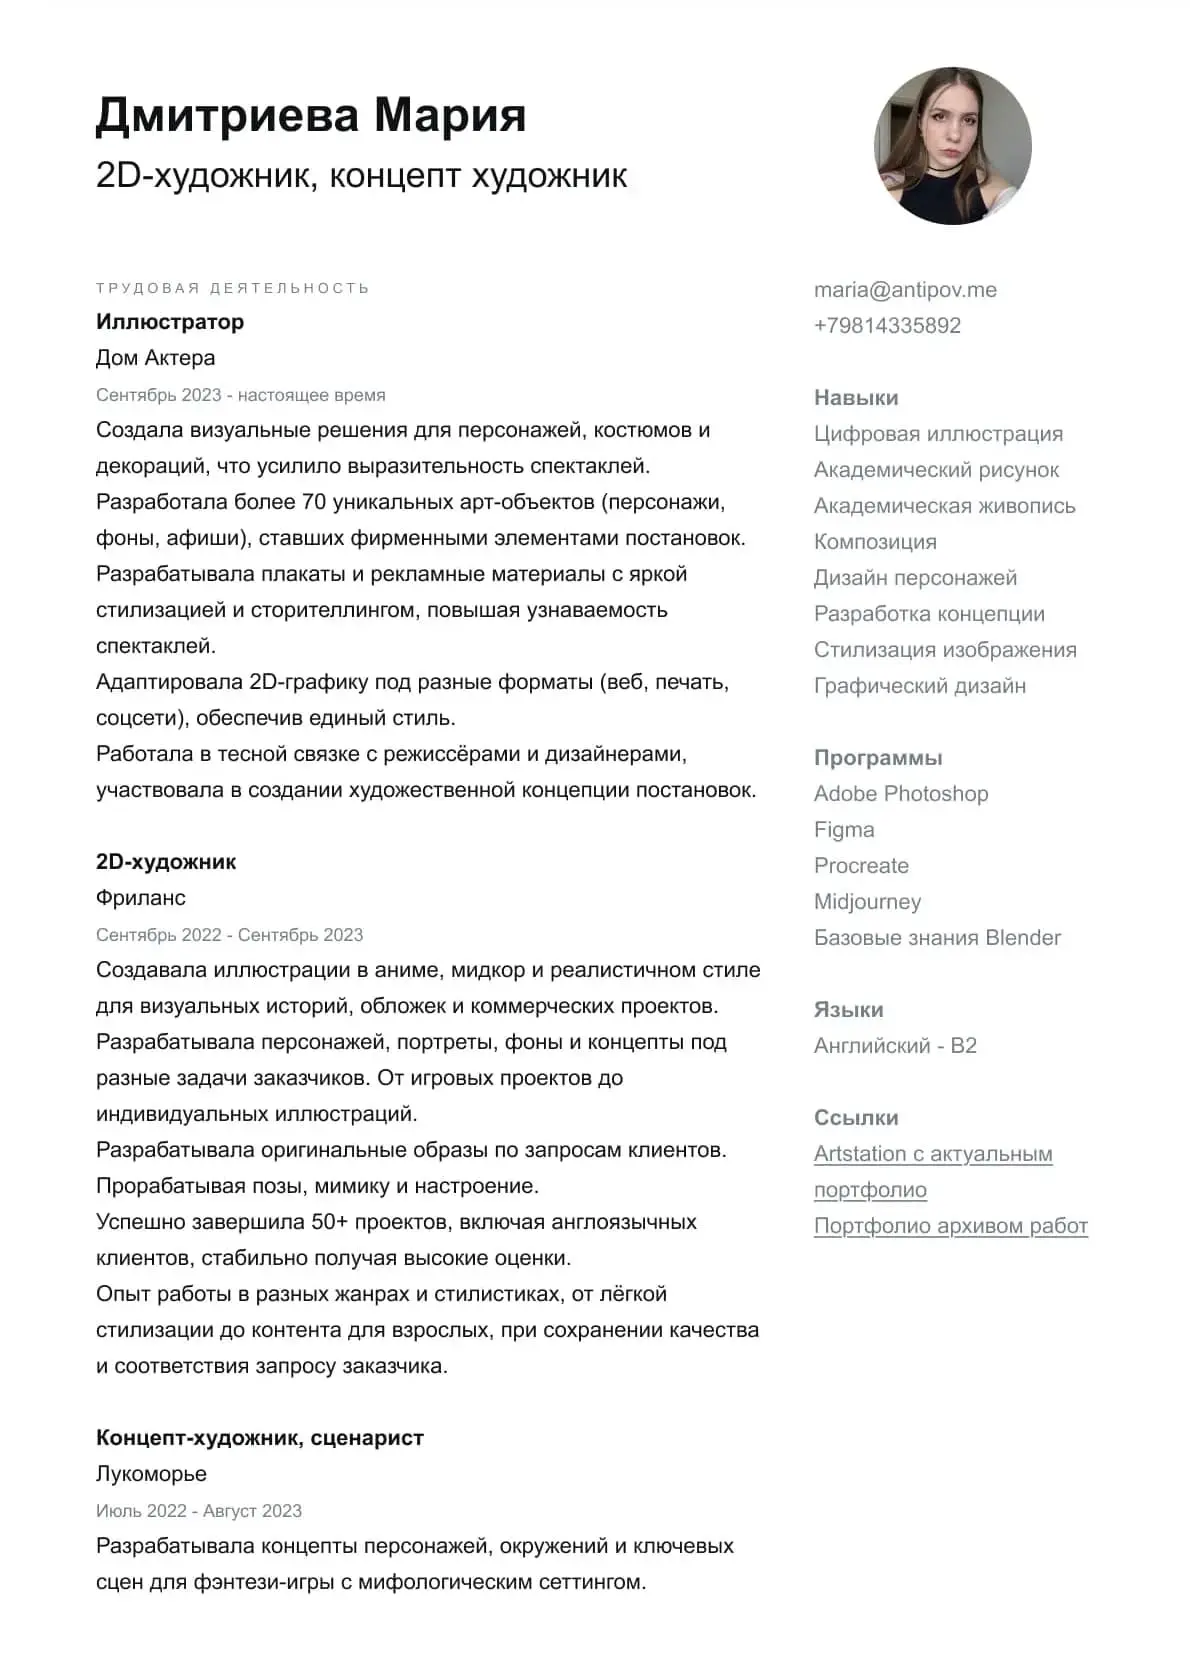 Дмитриева Мария
2D-художник, концепт художник
ТРУДОВАЯ ДЕЯТЕЛЬНОСТЬ
Иллюстратор
Дом Актера
Сентябрь 2023 - настоящее время
Создала визуальные решения для персонажей, костюмов и
декораций, что усилило выразительность спектаклей.
Разработала более 70 уникальных арт-объектов (персонажи,
фоны, афиши), ставших фирменными элементами постановок.
Разрабатывала плакаты и рекламные материалы с яркой
стилизацией и сторителлингом, повышая узнаваемость
спектаклей.
Адаптировала 2D-графику под разные форматы (веб, печать,
соцсети), обеспечив единый стиль.
Работала в тесной связке с режиссёрами и дизайнерами,
участвовала в создании художественной концепции постановок.
2D-художник
Фриланс
Сентябрь 2022 - Сентябрь 2023
Создавала иллюстрации в аниме, мидкор и реалистичном стиле
для визуальных историй, обложек и коммерческих проектов.
Разрабатывала персонажей, портреты, фоны и концепты под
разные задачи заказчиков. От игровых проектов до
индивидуальных иллюстраций.
Разрабатывала оригинальные образы по запросам клиентов.
Прорабатывая позы, мимику и настроение.
Успешно завершила 50+ проектов, включая англоязычных
клиентов, стабильно получая высокие оценки.
Опыт работы в разных жанрах и стилистиках, от лёгкой
стилизации до контента для взрослых, при сохранении качества
и соответствия запросу заказчика.
Концепт-художник, сценарист
Лукоморье
Июль 2022 - Август 2023
Разрабатывала концепты персонажей, окружений и ключевых
сцен для фэнтези-игры с мифологическим сеттингом.
maria@antipov.me
+79814335892
Навыки
Цифровая иллюстрация
Академический рисунок
Академическая живопись
Композиция
Дизайн персонажей
Разработка концепции
Стилизация изображения
Графический дизайн
Программы
Adobe Photoshop
Figma
Procreate
Midjourney
Базовые знания Blender
Языки
Английский - B2
Ссылки
Artstation с актуальным
портфолио
Портфолио архивом работ